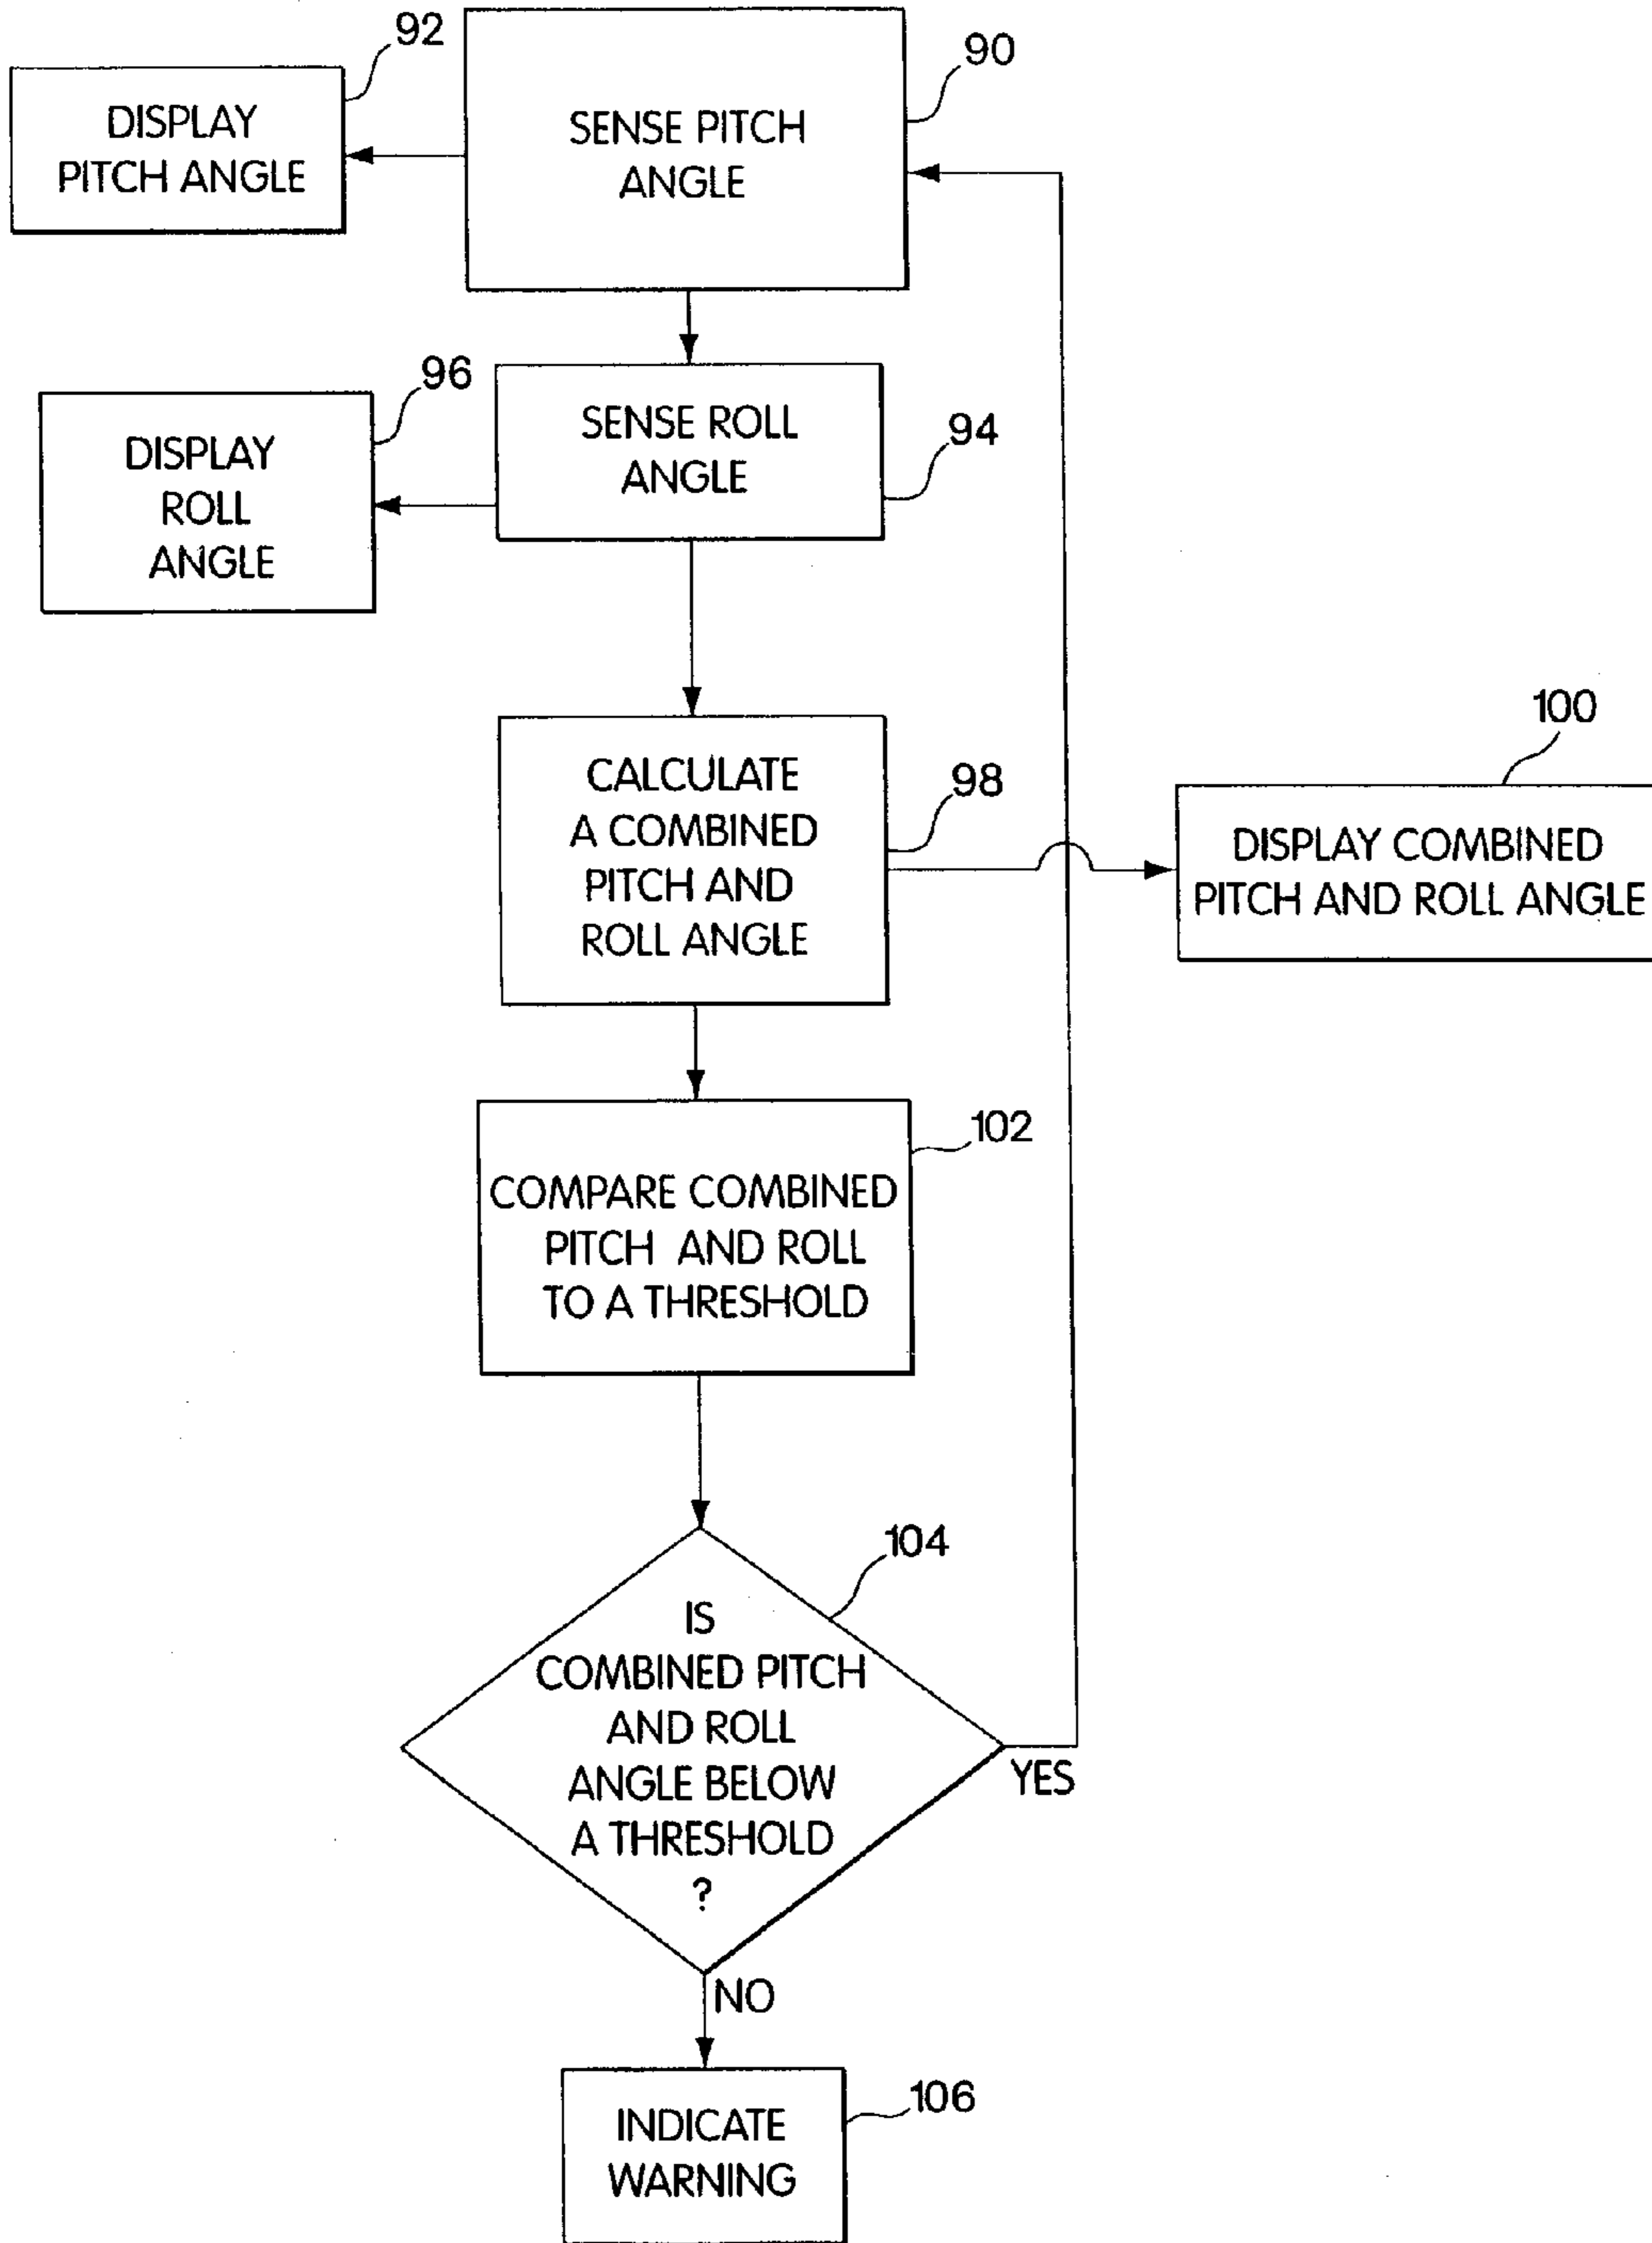 92
DISPLAY
PITCH ANGLE
90
SENSE PITCH
ANGLE
96
DISPLAY
ROLL
ANGLE
94
SENSE ROLL
ANGLE
98
CALCULATE
A COMBINED
PITCH AND
ROLL ANGLE
100
DISPLAY COMBINED
PITCH AND ROLL ANGLE
102
COMPARE COMBINED
PITCH AND ROLL
TO A THRESHOLD
104
IS
COMBINED PITCH
AND ROLL
ANGLE BELOW
A THRESHOLD
?
YES
NO
106
INDICATE
WARNING